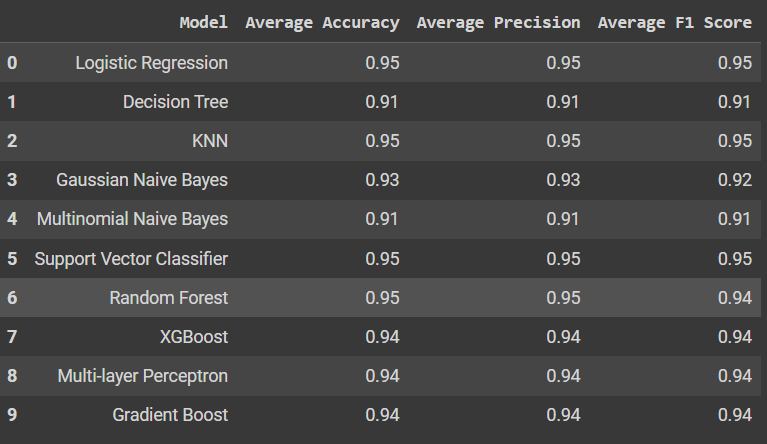 Model Average Accuracy Average Precision Average F1 Score
0 Logistic Regression 0.95 0.95 0.95
1 Decision Tree 0.91 0.91 0.91
2 KNN 0.95 0.95 0.95
3 Gaussian Naive Bayes 0.93 0.93 0.92
4 Multinomial Naive Bayes 0.91 0.91 0.91
5 Support Vector Classifier 0.95 0.95 0.95
6 Random Forest 0.95 0.95 0.94
7 XGBoost 0.94 0.94 0.94
8 Multi-layer Perceptron 0.94 0.94 0.94
9 Gradient Boost 0.94 0.94 0.94